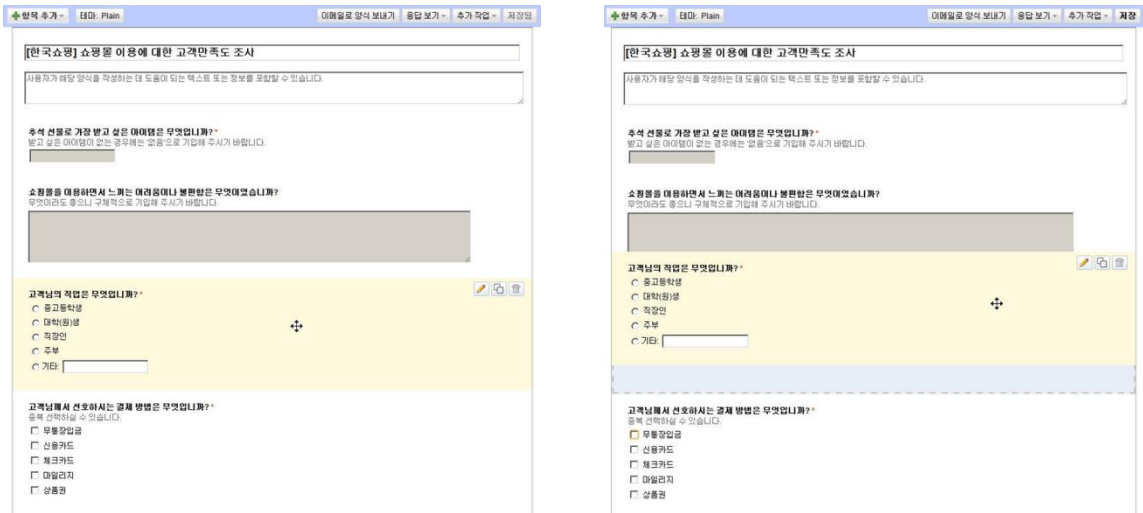 항목 추가
테마: Plain
이메일로 양식 보내기
응답 보기
추가 작업
저장됨
[한국쇼핑] 쇼핑몰 이용에 대한 고객만족도 조사
사용자가 해당 양식을 작성하는 데 도움이 되는 텍스트 또는 정보를 포함할 수 있습니다.
추석 선물로 가장 받고 싶은 아이템은 무엇입니까?*
받고 싶은 아이템이 없는 경우에는 '없음'으로 기입해 주시기 바랍니다.
쇼핑몰을 이용하면서 느끼는 어려움이나 불편함은 무엇이었습니까?
무엇이라도 좋으니 구체적으로 기입해 주시기 바랍니다.
고객님의 직업은 무엇입니까?*
중고등학생
대학(원)생
직장인
주부
기타:
고객님께서 선호하시는 결제 방법은 무엇입니까?*
중복 선택하실 수 있습니다.
무통장입금
신용카드
체크카드
마일리지
상품권
항목 추가
테마: Plain
이메일로 양식 보내기
응답 보기
추가 작업
저장
[한국쇼핑] 쇼핑몰 이용에 대한 고객만족도 조사
사용자가 해당 양식을 작성하는 데 도움이 되는 텍스트 또는 정보를 포함할 수 있습니다.
추석 선물로 가장 받고 싶은 아이템은 무엇입니까?*
받고 싶은 아이템이 없는 경우에는 '없음'으로 기입해 주시기 바랍니다.
쇼핑몰을 이용하면서 느끼는 어려움이나 불편함은 무엇이었습니까?
무엇이라도 좋으니 구체적으로 기입해 주시기 바랍니다.
고객님의 직업은 무엇입니까?*
중고등학생
대학(원)생
직장인
주부
기타:
고객님께서 선호하시는 결제 방법은 무엇입니까?*
중복 선택하실 수 있습니다.
무통장입금
신용카드
체크카드
마일리지
상품권